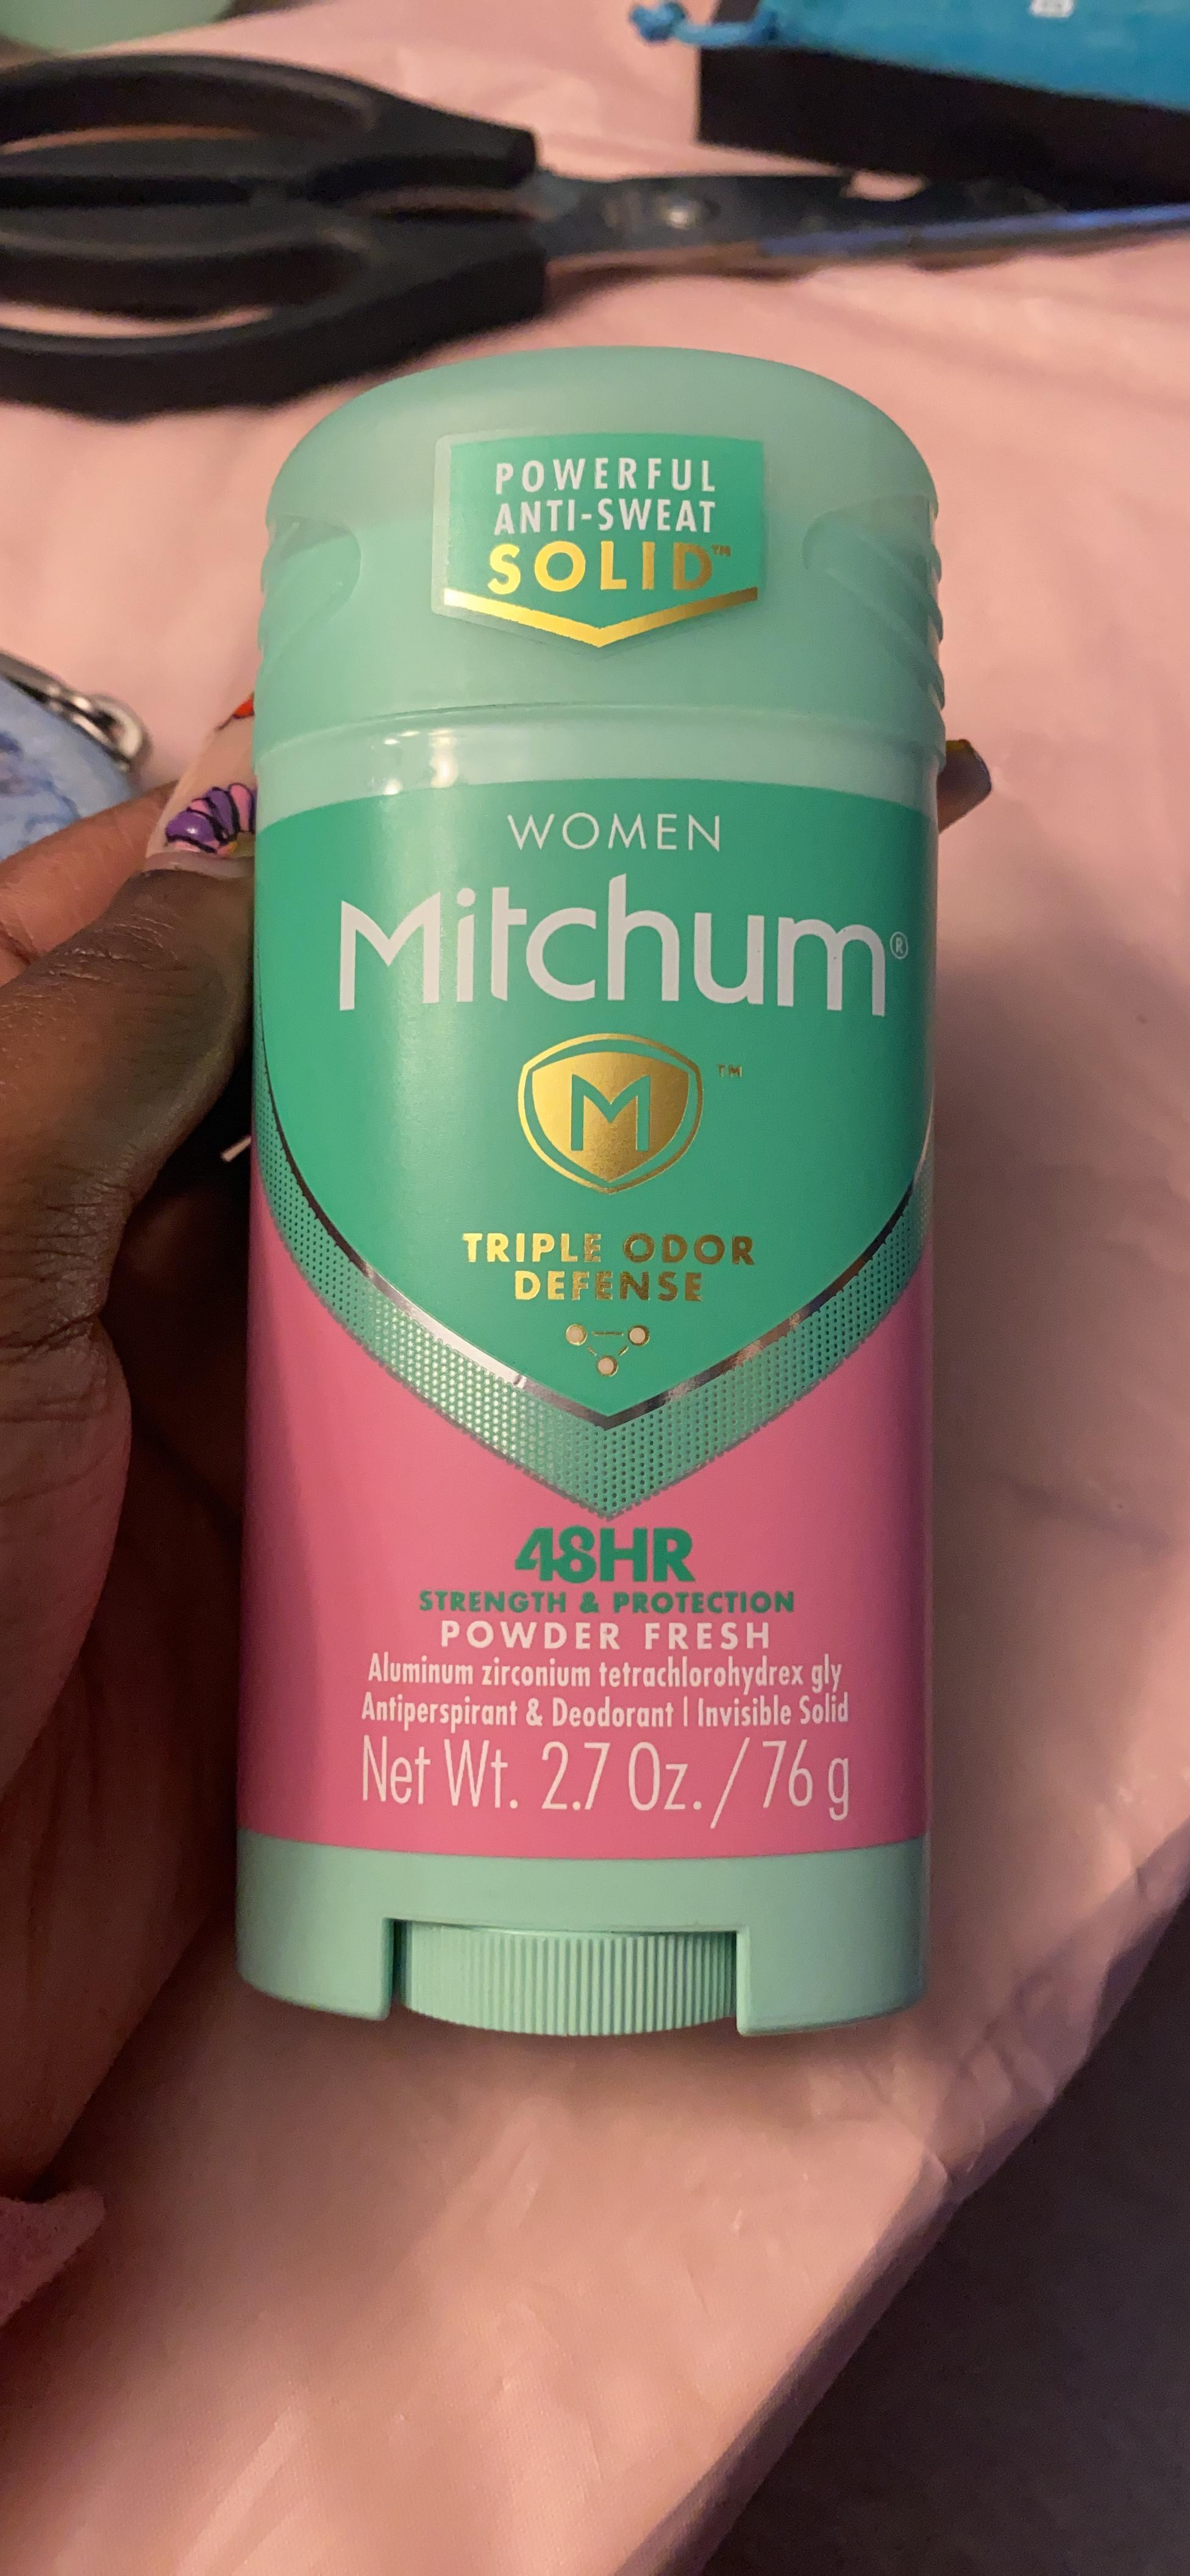 POWERFUL
ANTI-SWEAT
SOLID™
WOMEN
Mitchum®
M ™
TRIPLE ODOR
DEFENSE
48HR
STRENGTH & PROTECTION
POWDER FRESH
Aluminum zirconium tetrachlorohydrex gly
Antiperspirant & Deodorant | Invisible Solid
Net Wt. 2.7 Oz. / 76 g